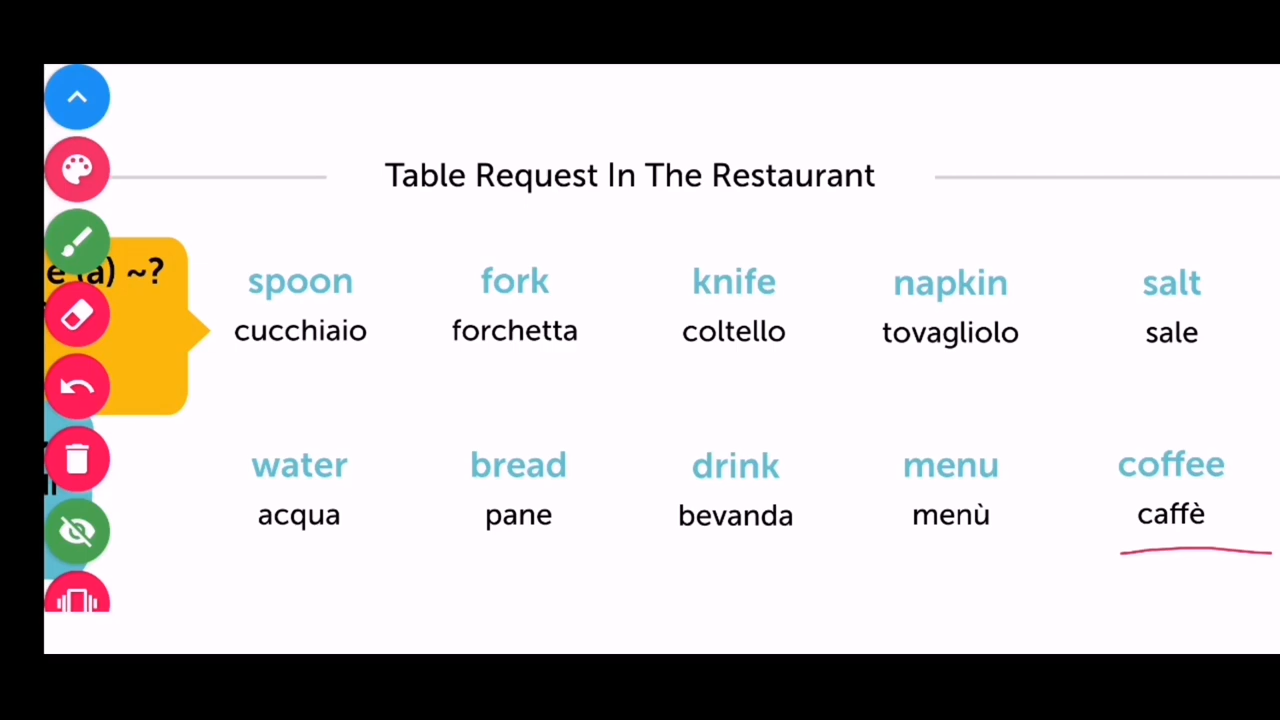 Table Request In The Restaurant
(a) ~?
spoon fork knife napkin salt
cucchiaio forchetta coltello tovagliolo sale
water bread drink menu coffee
acqua pane bevanda menù caffè